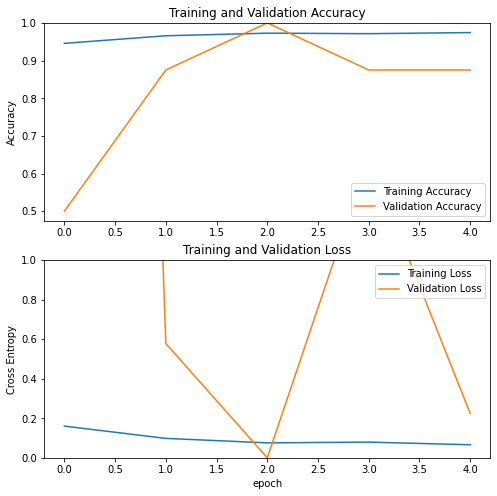 Training and Validation Accuracy
1.0
0.9
0.8
0.7
0.6
0.5
Accuracy
Training Accuracy
Validation Accuracy
0.0 0.5 1.0 1.5 2.0 2.5 3.0 3.5 4.0
Training and Validation Loss
1.0
0.8
0.6
0.4
0.2
0.0
Cross Entropy
Training Loss
Validation Loss
0.0 0.5 1.0 1.5 2.0 2.5 3.0 3.5 4.0
epoch